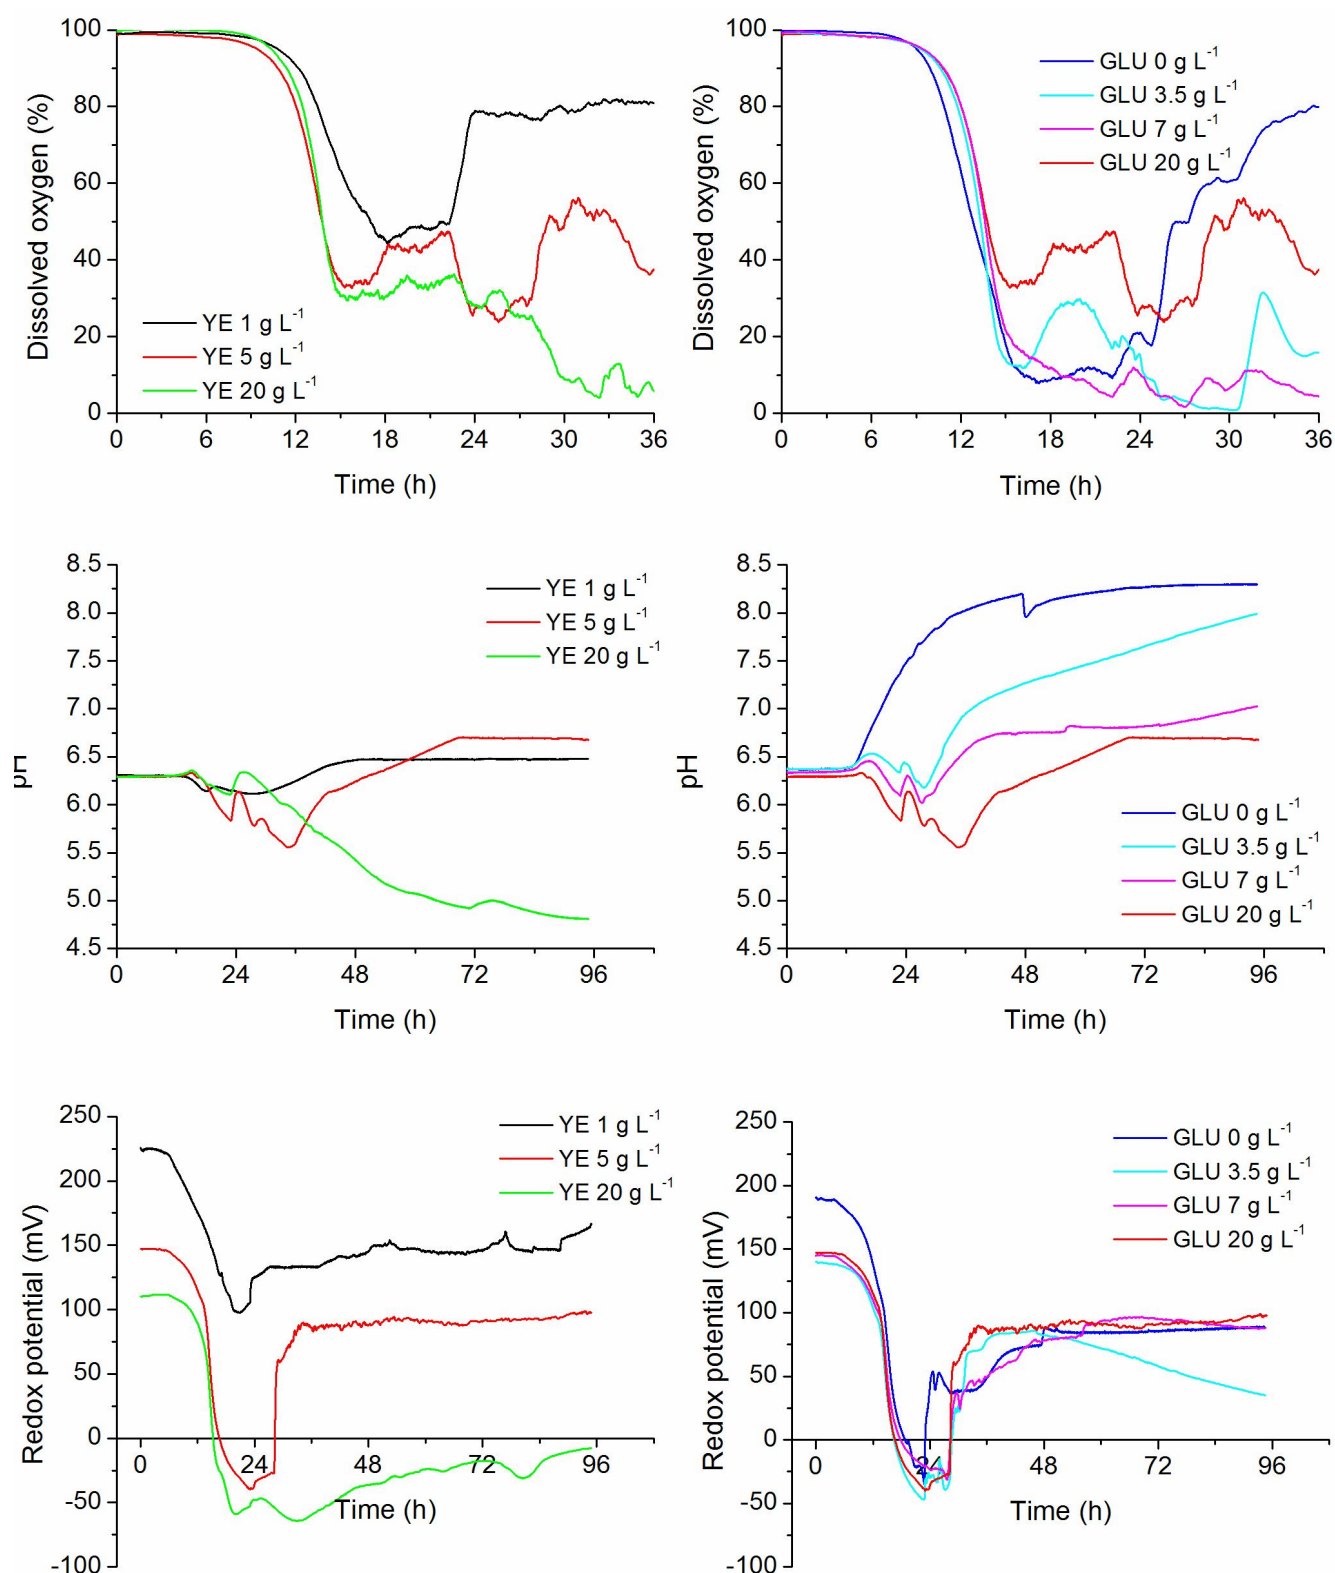 Dissolved oxygen (%)
100
80
60
40
20
0
YE 1 g L⁻¹
YE 5 g L⁻¹
YE 20 g L⁻¹
0 6 12 18 24 30 36
Time (h)
Dissolved oxygen (%)
100
80
60
40
20
0
GLU 0 g L⁻¹
GLU 3.5 g L⁻¹
GLU 7 g L⁻¹
GLU 20 g L⁻¹
0 6 12 18 24 30 36
Time (h)
pH
8.5
8.0
7.5
7.0
6.5
6.0
5.5
5.0
4.5
YE 1 g L⁻¹
YE 5 g L⁻¹
YE 20 g L⁻¹
0 24 48 72 96
Time (h)
pH
8.5
8.0
7.5
7.0
6.5
6.0
5.5
5.0
4.5
GLU 0 g L⁻¹
GLU 3.5 g L⁻¹
GLU 7 g L⁻¹
GLU 20 g L⁻¹
0 24 48 72 96
Time (h)
Redox potential (mV)
250
200
150
100
50
0
-50
-100
YE 1 g L⁻¹
YE 5 g L⁻¹
YE 20 g L⁻¹
0 24 48 72 96
Time (h)
Redox potential (mV)
250
200
150
100
50
0
-50
-100
GLU 0 g L⁻¹
GLU 3.5 g L⁻¹
GLU 7 g L⁻¹
GLU 20 g L⁻¹
0 24 48 72 96
Time (h)